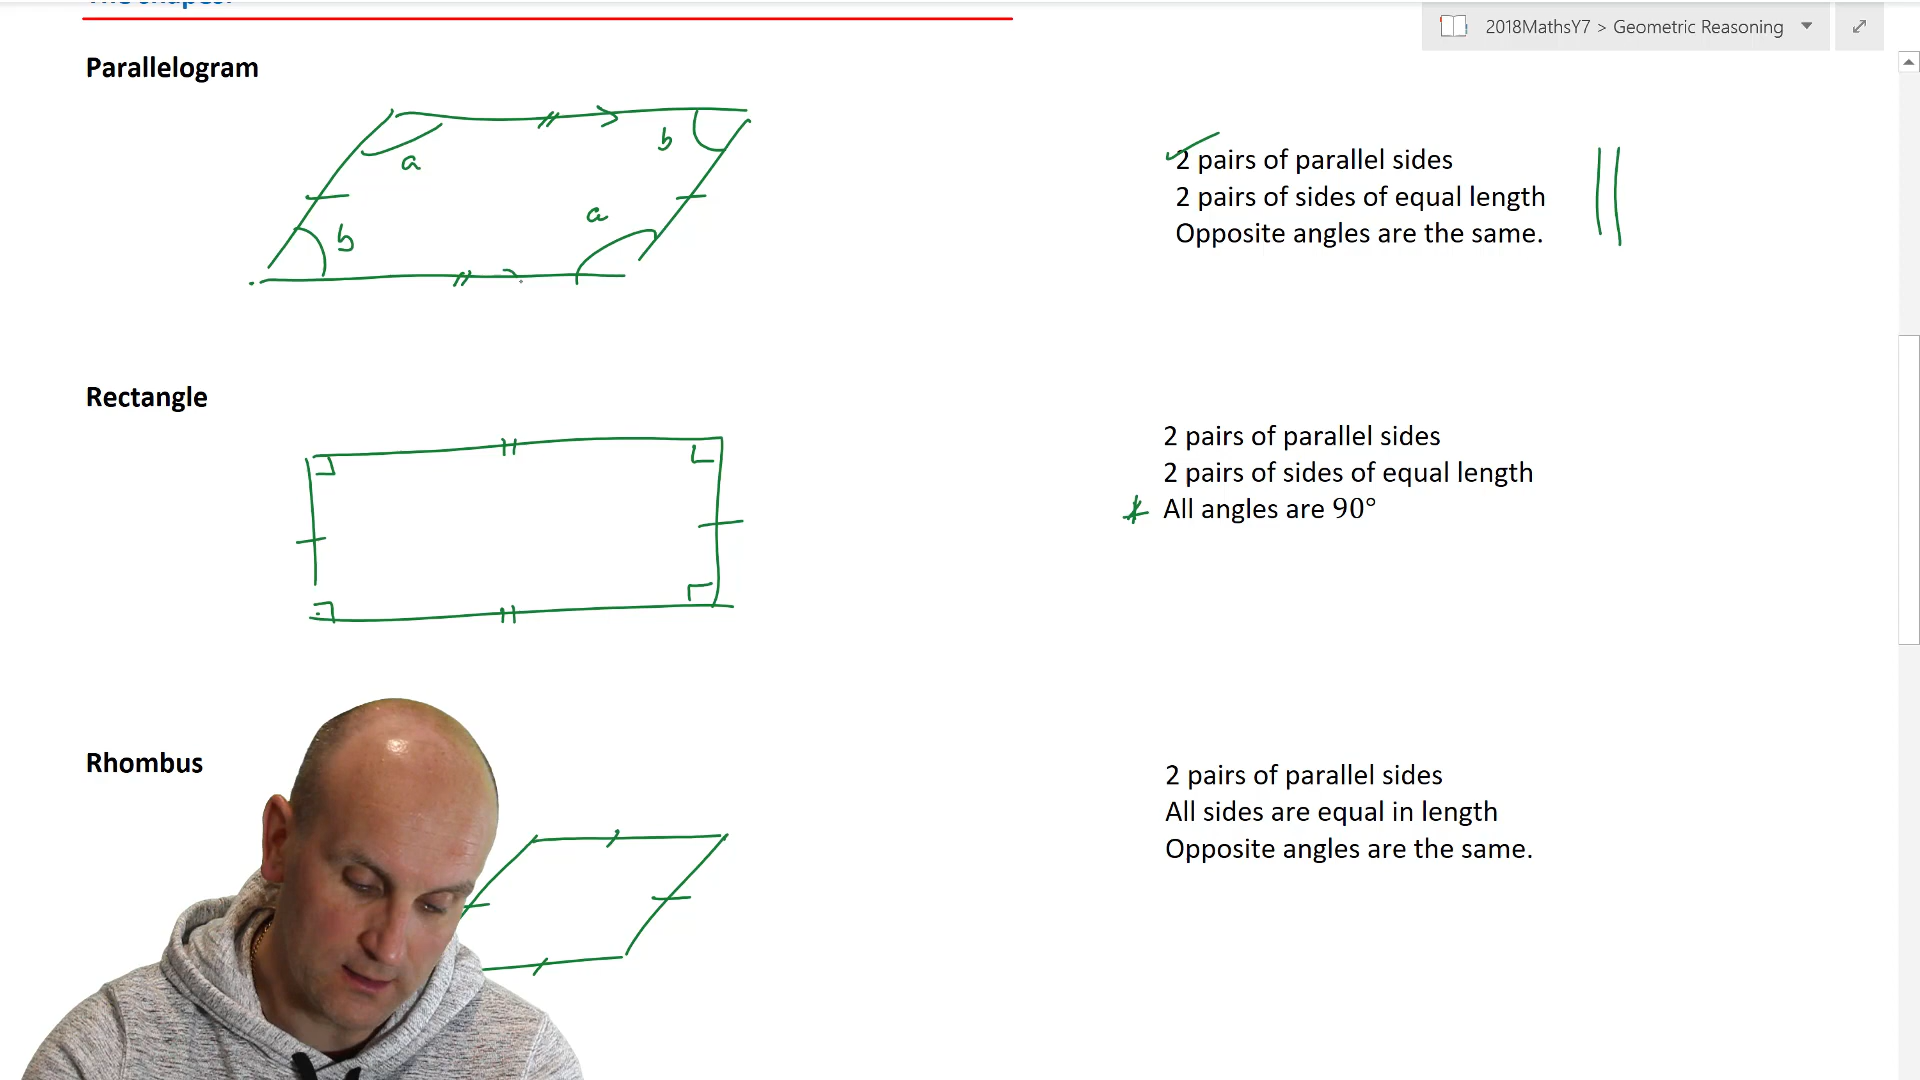 2018MathsY7 > Geometric Reasoning
Parallelogram
a
b
b
a
2 pairs of parallel sides
2 pairs of sides of equal length
Opposite angles are the same.
Rectangle
2 pairs of parallel sides
2 pairs of sides of equal length
* All angles are 90°
Rhombus
2 pairs of parallel sides
All sides are equal in length
Opposite angles are the same.